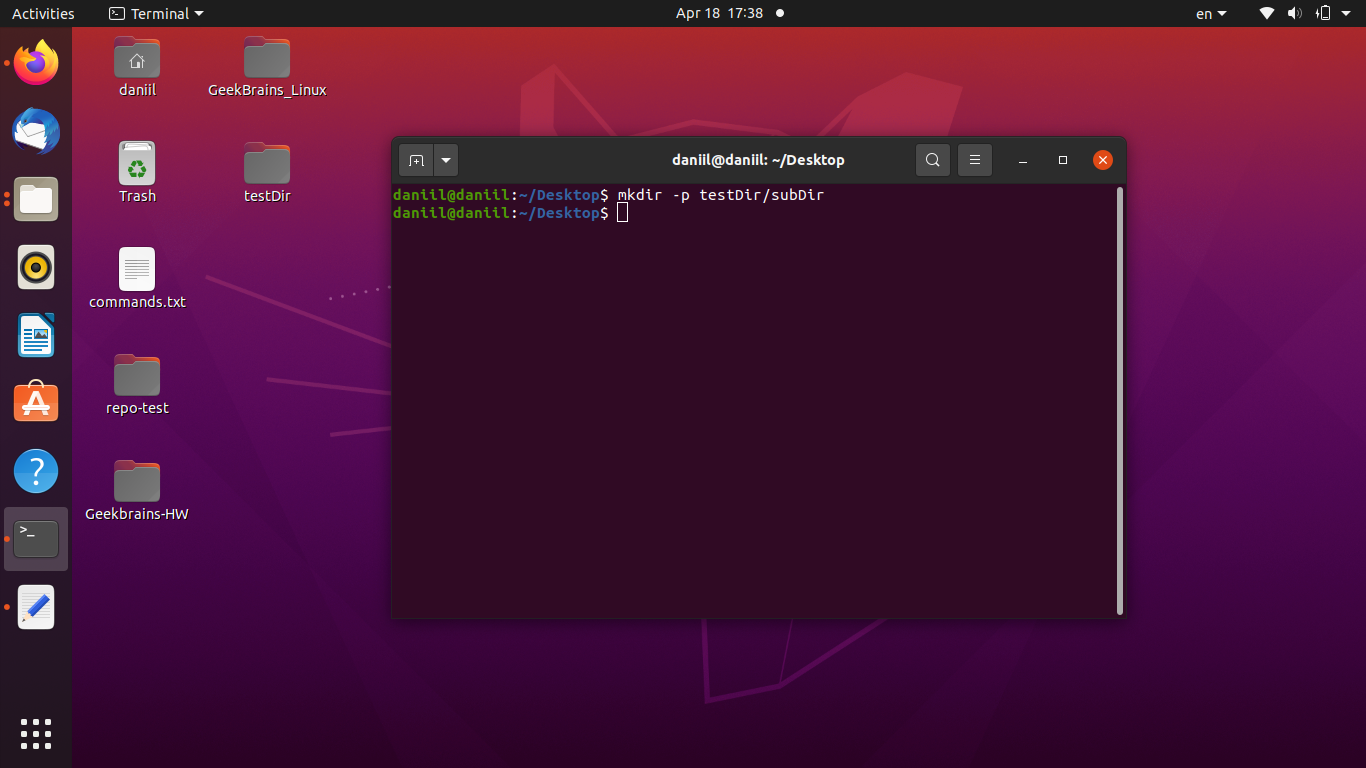 Activities
Terminal
Apr 18 17:38
en
daniil
GeekBrains_Linux
Trash
testDir
commands.txt
repo-test
Geekbrains-HW
daniil@daniil: ~/Desktop
daniil@daniil:~/Desktop$ mkdir -p testDir/subDir
daniil@daniil:~/Desktop$